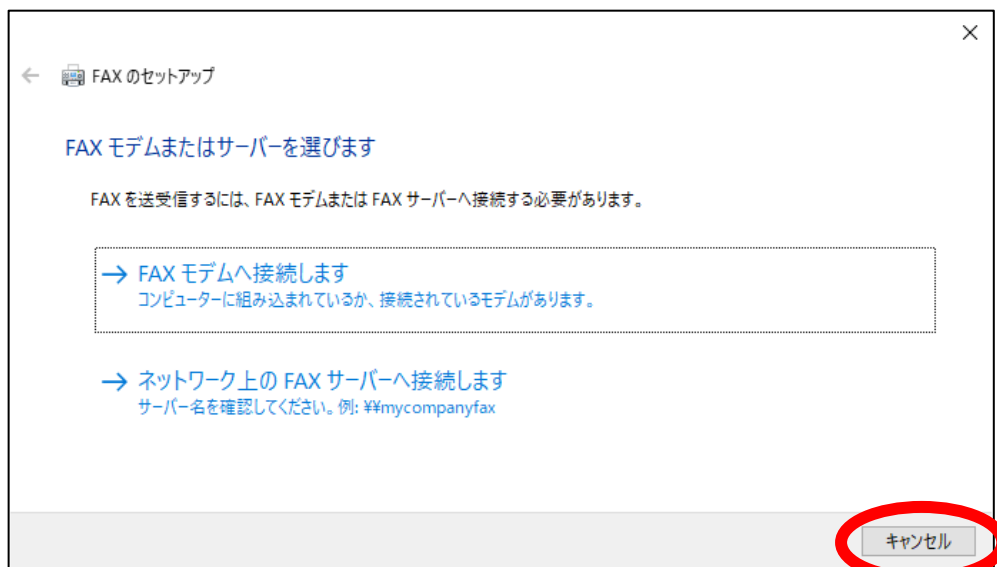 FAX のセットアップ
FAX モデムまたはサーバーを選びます
FAX を送受信するには、FAX モデムまたは FAX サーバーへ接続する必要があります。
→ FAX モデムへ接続します
コンピューターに組み込まれているか、接続されているモデムがあります。
→ ネットワーク上の FAX サーバーへ接続します
サーバー名を確認してください。例: ¥¥mycompanyfax
キャンセル